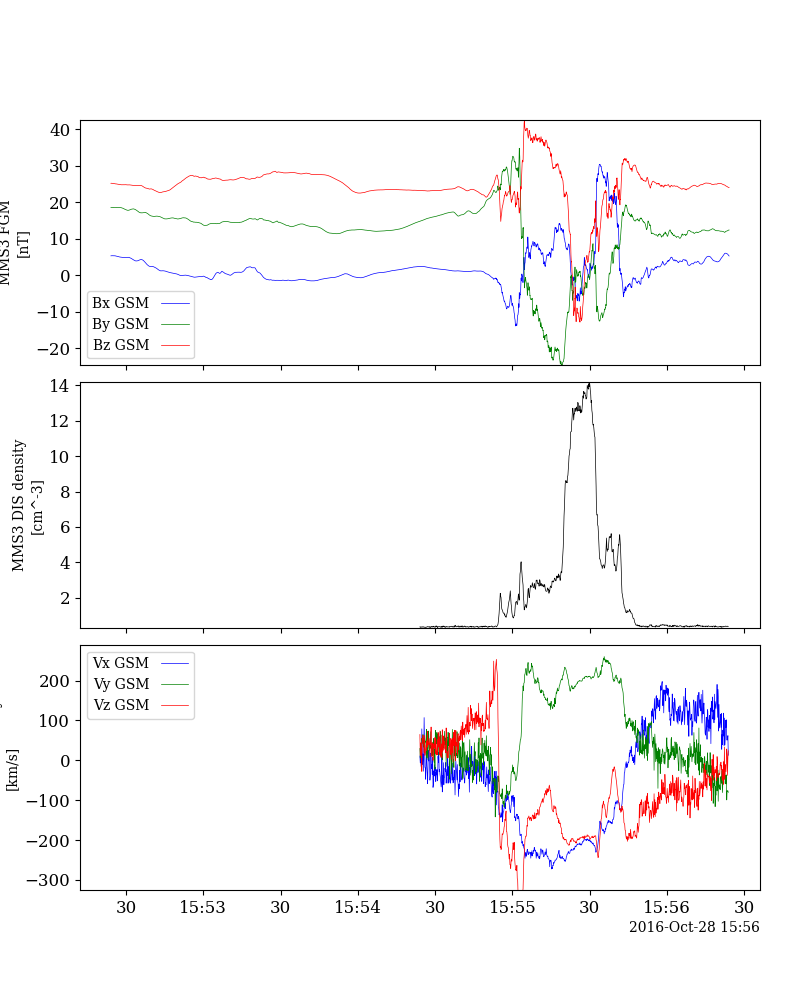 40
30
20
10
0
−10
−20
MMS3 FGM
[nT]
Bx GSM
By GSM
Bz GSM
14
12
10
8
6
4
2
MMS3 DIS density
[cm^-3]
200
100
0
−100
−200
−300
[km/s]
Vx GSM
Vy GSM
Vz GSM
30 15:53 30 15:54 30 15:55 30 15:56 30
2016-Oct-28 15:56